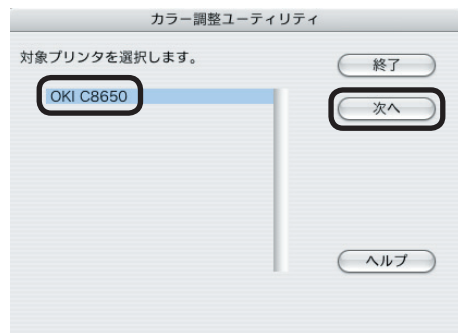 カラー調整ユーティリティ
対象プリンタを選択します。
終了
OKI C8650
次へ
ヘルプ